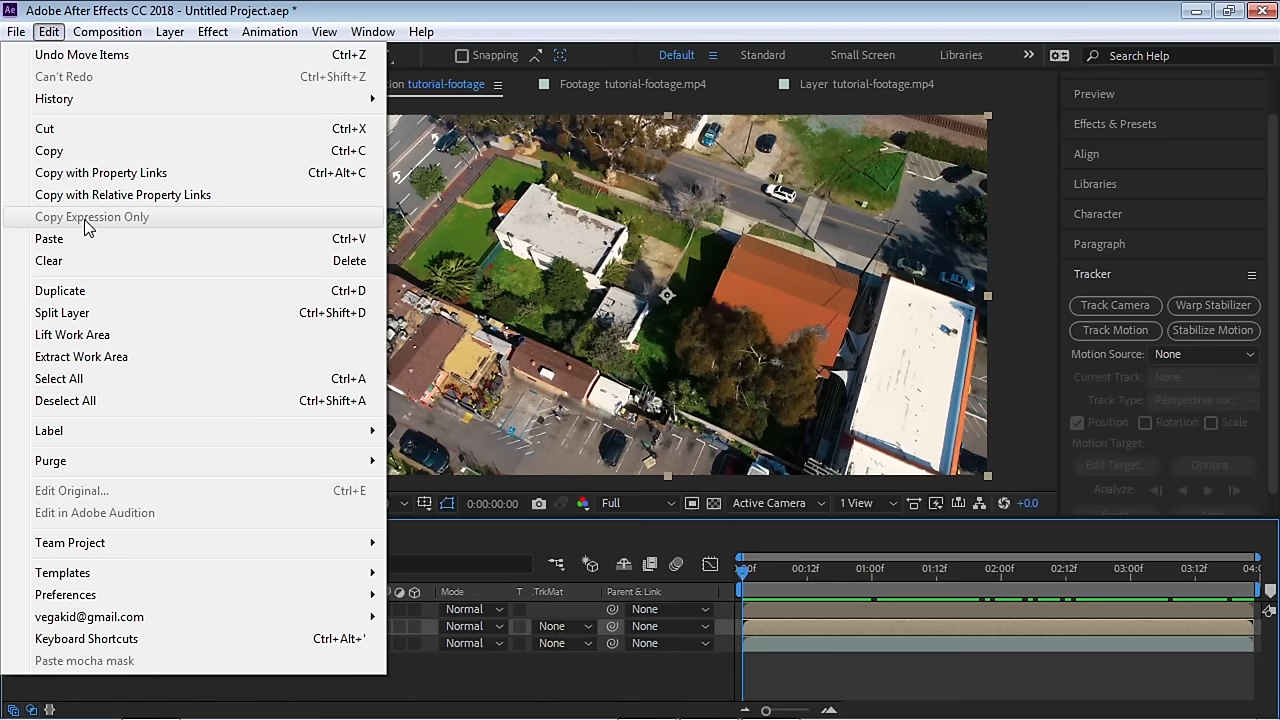 Ae Adobe After Effects CC 2018 - Untitled Project.aep *
File Edit Composition Layer Effect Animation View Window Help
Undo Move Items Ctrl+Z
Can't Redo Ctrl+Shift+Z
History
Cut Ctrl+X
Copy Ctrl+C
Copy with Property Links Ctrl+Alt+C
Copy with Relative Property Links
Copy Expression Only
Paste Ctrl+V
Clear Delete
Duplicate Ctrl+D
Split Layer Ctrl+Shift+D
Lift Work Area
Extract Work Area
Select All Ctrl+A
Deselect All Ctrl+Shift+A
Label
Purge
Edit Original... Ctrl+E
Edit in Adobe Audition
Team Project
Templates
Preferences
vegakid@gmail.com
Keyboard Shortcuts Ctrl+Alt+'
Paste mocha mask
Snapping Default Standard Small Screen Libraries Search Help
tutorial-footage Footage tutorial-footage.mp4 Layer tutorial-footage.mp4
Preview
Effects & Presets
Align
Libraries
Character
Paragraph
Tracker
Track Camera Warp Stabilizer
Track Motion Stabilize Motion
Motion Source: None
Current Track: None
Track Type: Perspective cor...
Position Rotation Scale
Motion Target:
Edit Target... Options...
Analyze:
0:00:00:00 Full Active Camera 1 View +0.0
00:12f 01:00f 01:12f 02:00f 02:12f 03:00f 03:12f
Mode T .TrkMat Parent & Link
Normal None
Normal None None
Normal None None